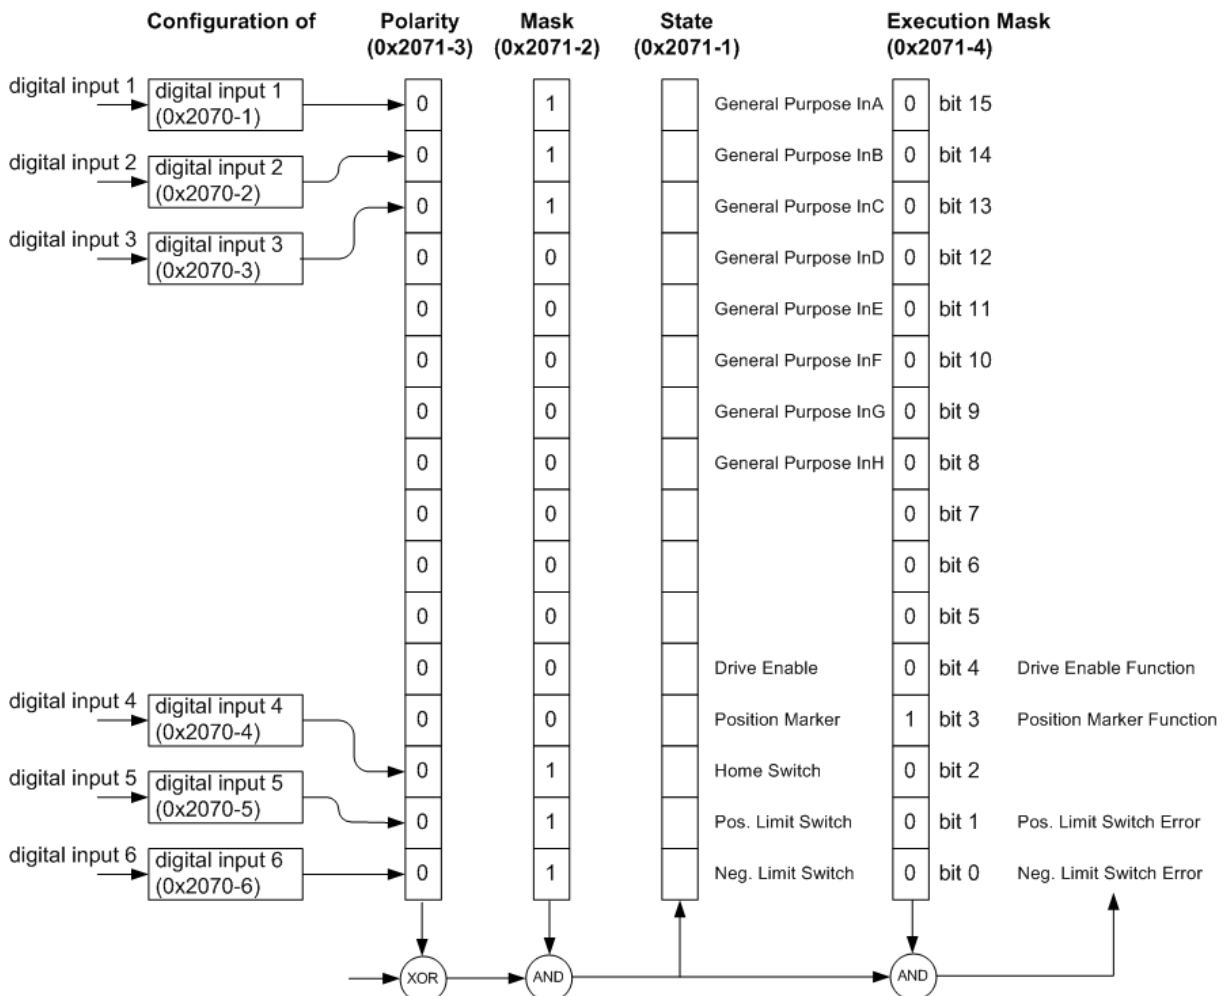 Configuration of Polarity Mask State Execution Mask
(0x2071-3) (0x2071-2) (0x2071-1) (0x2071-4)
digital input 1 digital input 1
(0x2070-1) 0 1 General Purpose InA 0 bit 15
digital input 2 digital input 2
(0x2070-2) 0 1 General Purpose InB 0 bit 14
digital input 3 digital input 3
(0x2070-3) 0 1 General Purpose InC 0 bit 13
0 0 General Purpose InD 0 bit 12
0 0 General Purpose InE 0 bit 11
0 0 General Purpose InF 0 bit 10
0 0 General Purpose InG 0 bit 9
0 0 General Purpose InH 0 bit 8
0 0 0 bit 7
0 0 0 bit 6
0 0 0 bit 5
0 0 Drive Enable 0 bit 4 Drive Enable Function
digital input 4 digital input 4
(0x2070-4) 0 0 Position Marker 1 bit 3 Position Marker Function
0 1 Home Switch 0 bit 2
digital input 5 digital input 5
(0x2070-5) 0 1 Pos. Limit Switch 0 bit 1 Pos. Limit Switch Error
digital input 6 digital input 6
(0x2070-6) 0 1 Neg. Limit Switch 0 bit 0 Neg. Limit Switch Error
XOR AND AND